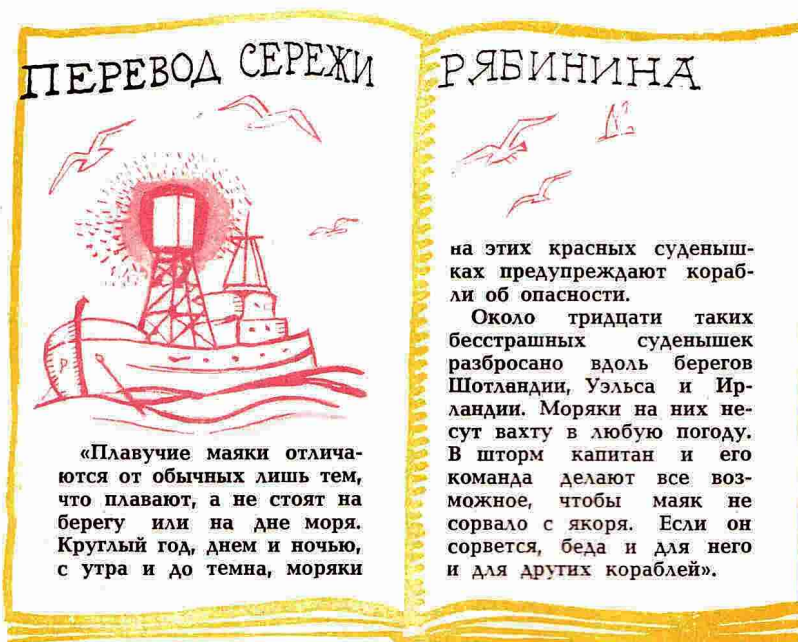 ПЕРЕВОД СЕРЕЖИ РЯБИНИНА
«Плавучие маяки отлича-
ются от обычных лишь тем,
что плавают, а не стоят на
берегу или на дне моря.
Круглый год, днем и ночью,
с утра и до темна, моряки
на этих красных суденыш-
ках предупреждают кораб-
ли об опасности.
Около тридцати таких
бесстрашных суденышек
разбросано вдоль берегов
Шотландии, Уэльса и Ир-
ландии. Моряки на них не-
сут вахту в любую погоду.
В шторм капитан и его
команда делают все воз-
можное, чтобы маяк не
сорвало с якоря. Если он
сорвется, беда и для него
и для других кораблей».